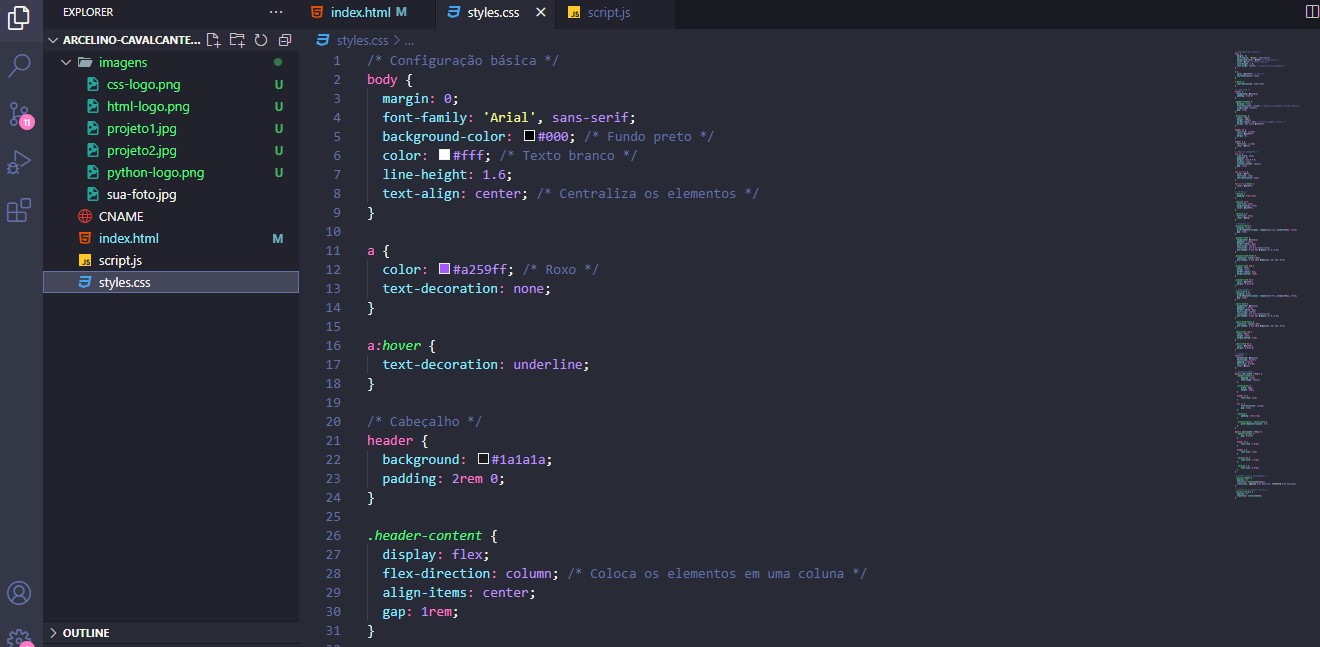 EXPLORER
ARCELINO-CAVALCANTE...
imagens
css-logo.png U
html-logo.png U
projeto1.jpg U
projeto2.jpg U
python-logo.png U
sua-foto.jpg
CNAME
index.html M
script.js
styles.css
OUTLINE
11
index.html M
styles.css
script.js
styles.css > ...
1 /* Configuração básica */
2 body {
3 margin: 0;
4 font-family: 'Arial', sans-serif;
5 background-color: #000; /* Fundo preto */
6 color: #fff; /* Texto branco */
7 line-height: 1.6;
8 text-align: center; /* Centraliza os elementos */
9 }
10
11 a {
12 color: #a259ff; /* Roxo */
13 text-decoration: none;
14 }
15
16 a:hover {
17 text-decoration: underline;
18 }
19
20 /* Cabeçalho */
21 header {
22 background: #1a1a1a;
23 padding: 2rem 0;
24 }
25
26 .header-content {
27 display: flex;
28 flex-direction: column; /* Coloca os elementos em uma coluna */
29 align-items: center;
30 gap: 1rem;
31 }